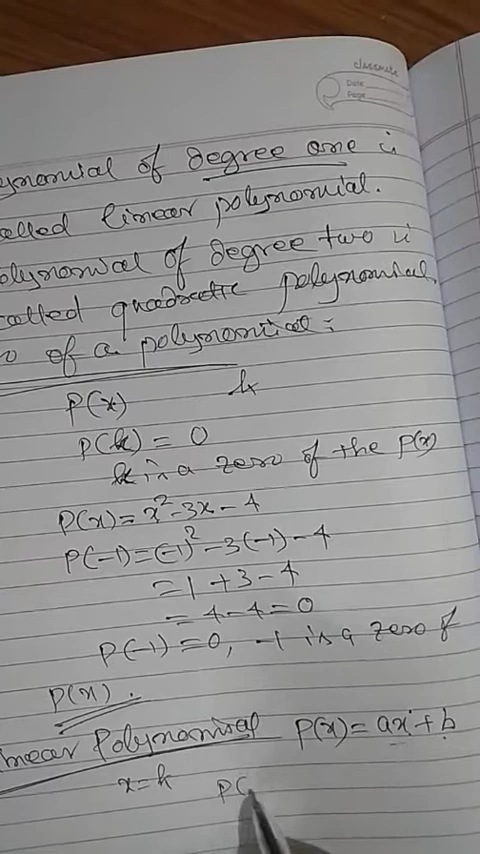 classmate
Date
Page
ynomial of degree one is
alled linear polynomial.
olynomial of degree two is
called quadratic polynomial.
o of a polynomial:
P(x) k
P(k) = 0
k is a zero of the P(x)
P(x) = x² - 3x - 4
P(-1) = (-1)² - 3(-1) - 4
= 1 + 3 - 4
= 4 - 4 = 0
P(-1) = 0, -1 is a zero of
P(x).
inear Polynomial P(x) = ax + b
x = k P(